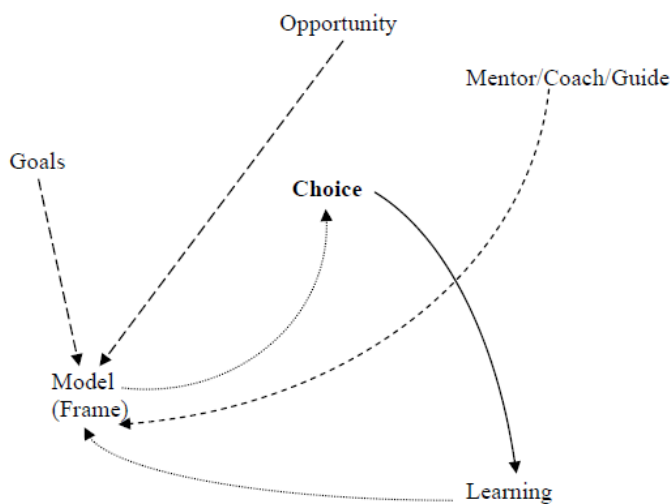 Opportunity
Mentor/Coach/Guide
Goals
Choice
Model
(Frame)
Learning